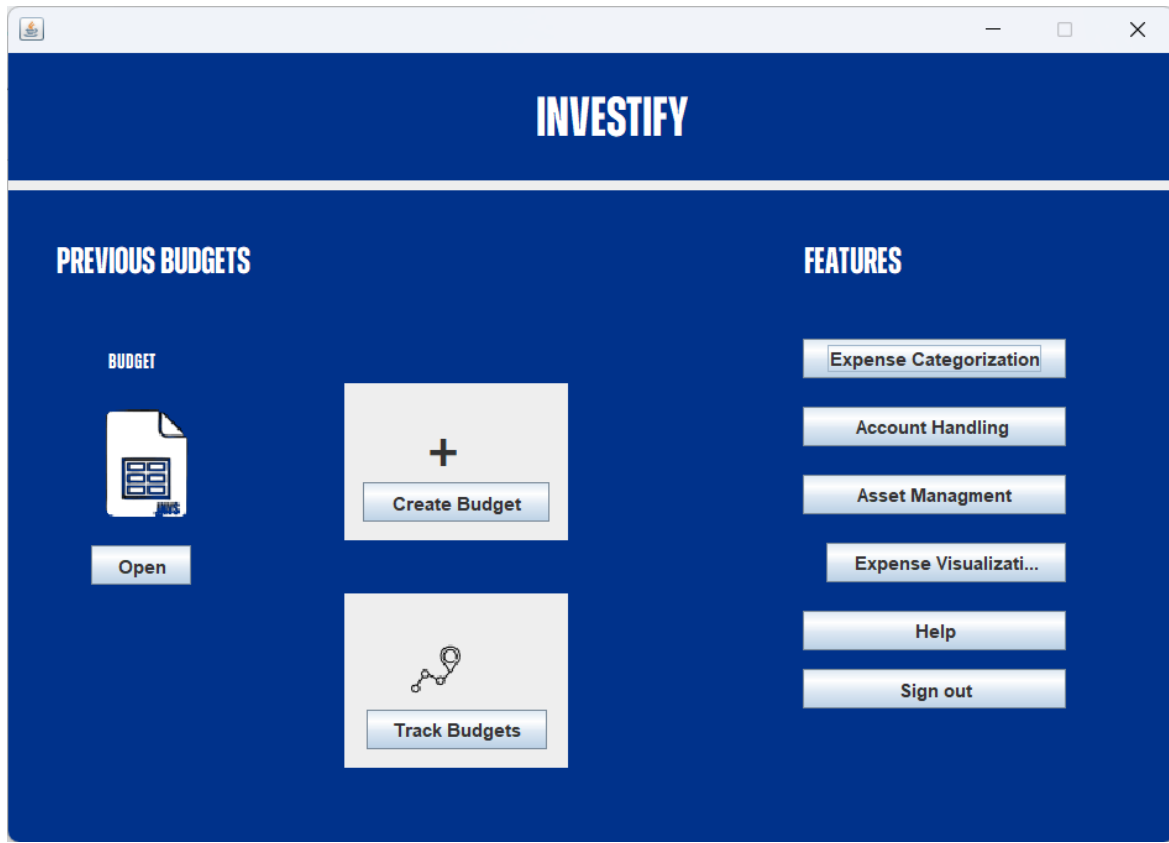 INVESTIFY
PREVIOUS BUDGETS
BUDGET
Open
+
Create Budget
Track Budgets
FEATURES
Expense Categorization
Account Handling
Asset Managment
Expense Visualizati...
Help
Sign out